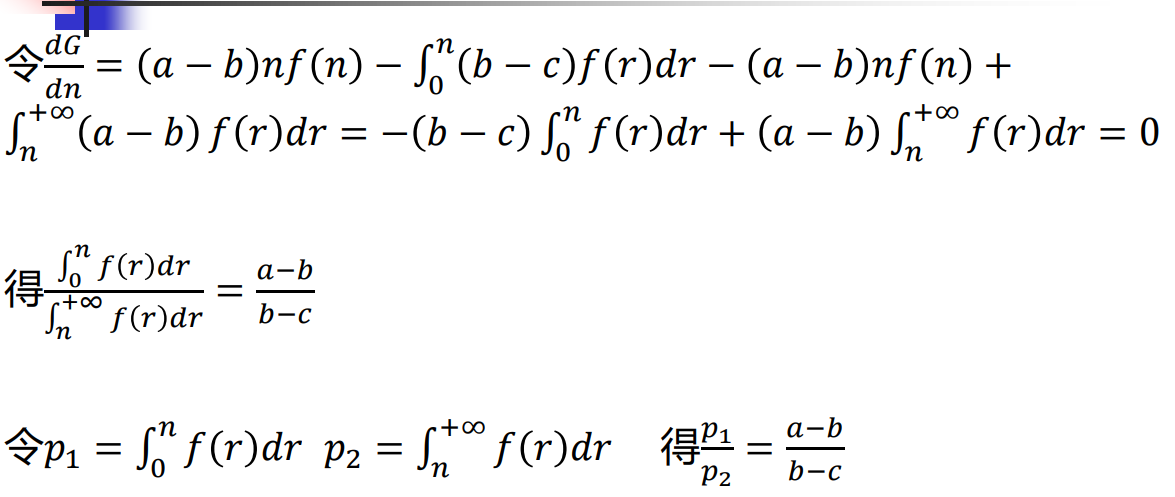 令dG/dn = (a − b)nf(n) − ∫₀ⁿ(b − c)f(r)dr − (a − b)nf(n) +
∫ₙ⁺∞(a − b) f(r)dr = −(b − c) ∫₀ⁿ f(r)dr + (a − b) ∫ₙ⁺∞ f(r)dr = 0
得 ∫₀ⁿ f(r)dr / ∫ₙ⁺∞ f(r)dr = a−b / b−c
令p₁ = ∫₀ⁿ f(r)dr p₂ = ∫ₙ⁺∞ f(r)dr 得 p₁/p₂ = a−b / b−c